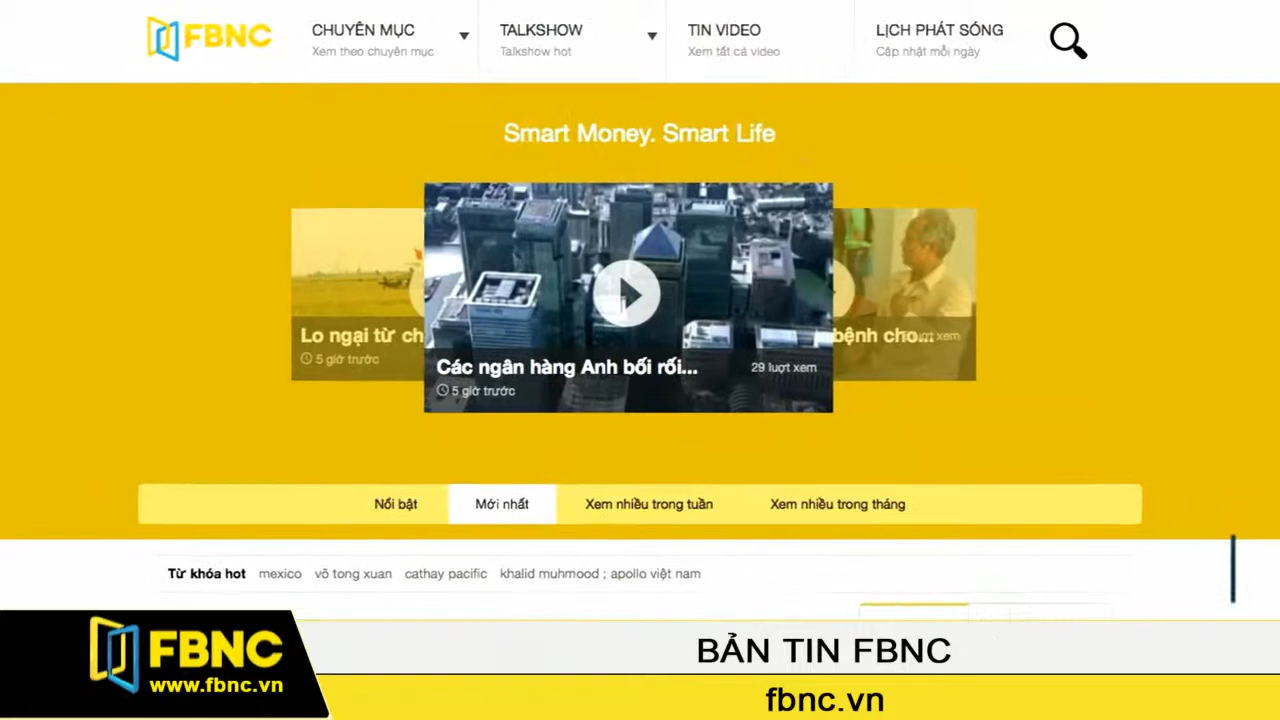 FBNC
CHUYÊN MỤC
Xem theo chuyên mục
TALKSHOW
Talkshow hot
TIN VIDEO
Xem tất cả video
LỊCH PHÁT SÓNG
Cập nhật mỗi ngày
Smart Money. Smart Life
Lo ngại từ ch
5 giờ trước
Các ngân hàng Anh bối rối...
29 lượt xem
5 giờ trước
bệnh cho...
lượt xem
Nổi bật
Mới nhất
Xem nhiều trong tuần
Xem nhiều trong tháng
Từ khóa hot mexico võ tong xuan cathay pacific khalid muhmood ; apollo việt nam
FBNC
www.fbnc.vn
BẢN TIN FBNC
fbnc.vn